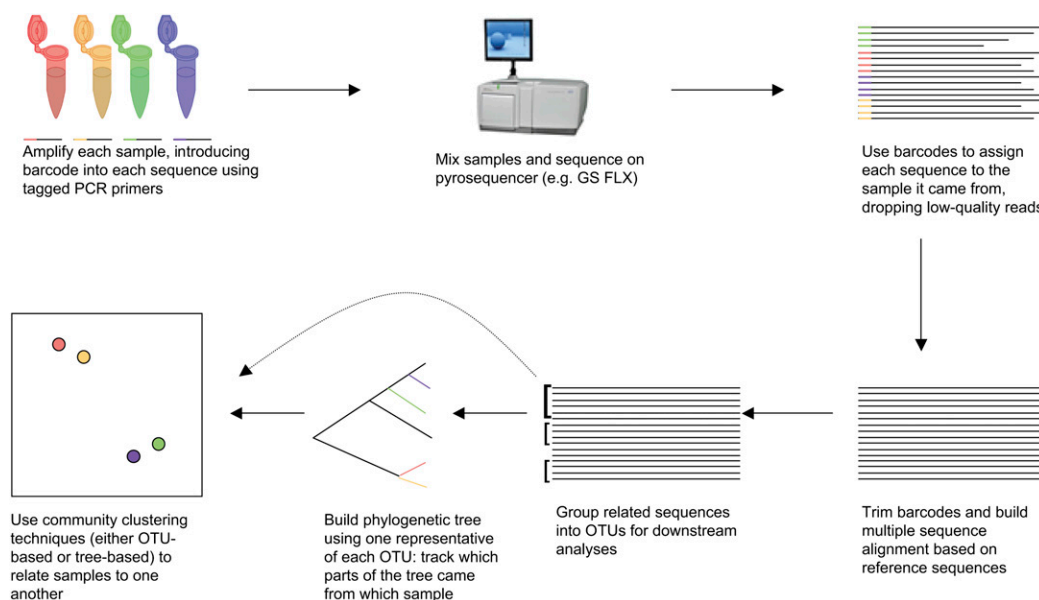 Amplify each sample, introducing
barcode into each sequence using
tagged PCR primers
Mix samples and sequence on
pyrosequencer (e.g. GS FLX)
Use barcodes to assign
each sequence to the
sample it came from,
dropping low-quality reads
Use community clustering
techniques (either OTU-
based or tree-based) to
relate samples to one
another
Build phylogenetic tree
using one representative
of each OTU: track which
parts of the tree came
from which sample
Group related sequences
into OTUs for downstream
analyses
Trim barcodes and build
multiple sequence
alignment based on
reference sequences